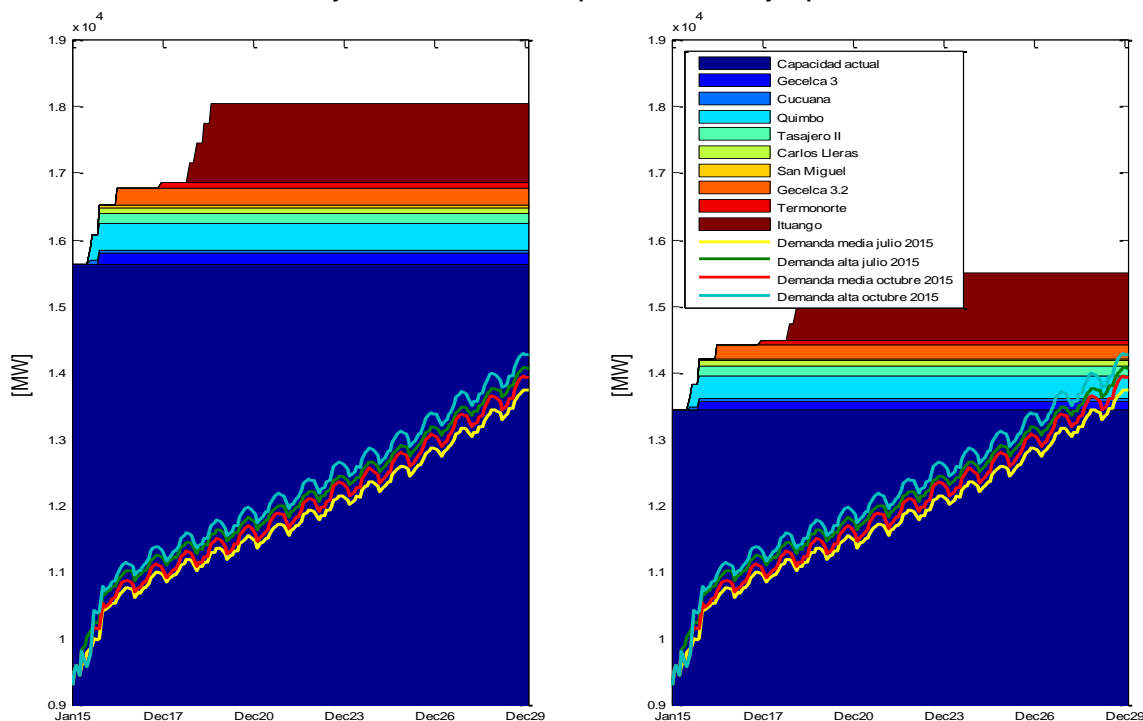 x10⁴
1.9
1.8
1.7
1.6
1.5
1.4
1.3
1.2
1.1
1
0.9
[MW]
Jan15 Dec17 Dec20 Dec23 Dec26 Dec29
x10⁴
1.9
1.8
1.7
1.6
1.5
1.4
1.3
1.2
1.1
1
0.9
[MW]
Jan15 Dec17 Dec20 Dec23 Dec26 Dec29
Capacidad actual
Gecelca 3
Cucuana
Quimbo
Tasajero II
Carlos Lleras
San Miguel
Gecelca 3.2
Termonorte
Ituango
Demanda media julio 2015
Demanda alta julio 2015
Demanda media octubre 2015
Demanda alta octubre 2015